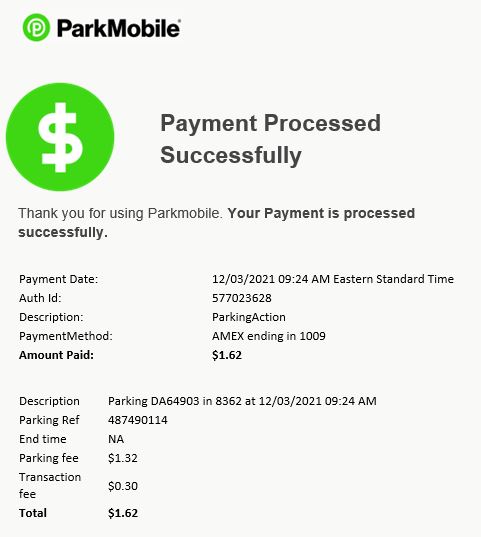 ParkMobile
$
Payment Processed
Successfully
Thank you for using Parkmobile. Your Payment is processed
successfully.
Payment Date: 12/03/2021 09:24 AM Eastern Standard Time
Auth Id: 577023628
Description: ParkingAction
PaymentMethod: AMEX ending in 1009
Amount Paid: $1.62
Description Parking DA64903 in 8362 at 12/03/2021 09:24 AM
Parking Ref 487490114
End time NA
Parking fee $1.32
Transaction
fee $0.30
Total $1.62